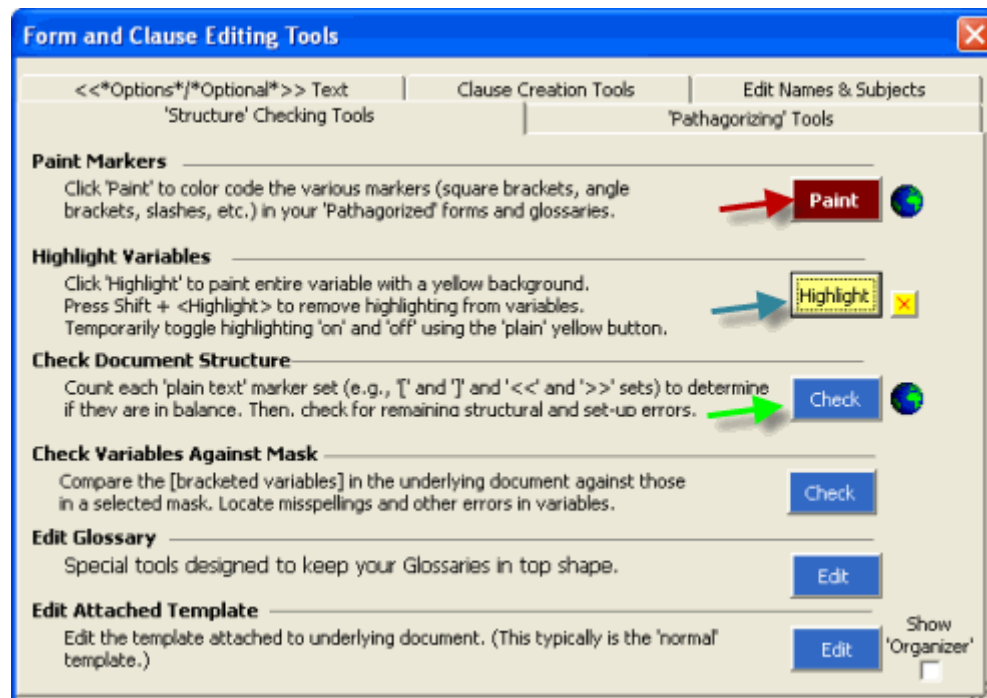 Form and Clause Editing Tools
<<*Options*/*Optional*>> Text
Clause Creation Tools
Edit Names & Subjects
'Structure' Checking Tools
'Pathagorizing' Tools
Paint Markers
Click 'Paint' to color code the various markers (square brackets, angle
brackets, slashes, etc.) in your 'Pathagorized' forms and glossaries.
Paint
Highlight Variables
Click 'Highlight' to paint entire variable with a yellow background.
Press Shift + <Highlight> to remove highlighting from variables.
Temporarily toggle highlighting 'on' and 'off' using the 'plain' yellow button.
Highlight
Check Document Structure
Count each 'plain text' marker set (e.g., '[' and ']' and '<<' and '>>' sets) to determine
if they are in balance. Then, check for remaining structural and set-up errors.
Check
Check Variables Against Mask
Compare the [bracketed variables] in the underlying document against those
in a selected mask. Locate misspellings and other errors in variables.
Check
Edit Glossary
Special tools designed to keep your Glossaries in top shape.
Edit
Edit Attached Template
Edit the template attached to underlying document. (This typically is the 'normal'
template.)
Edit
Show
'Organizer'